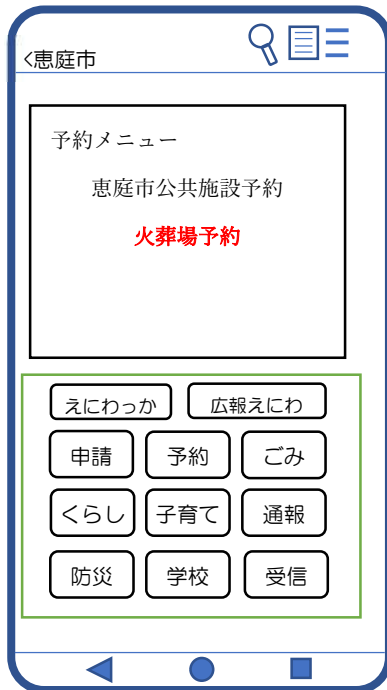 <恵庭市
予約メニュー
恵庭市公共施設予約
火葬場予約
えにわっか 広報えにわ
申請 予約 ごみ
くらし 子育て 通報
防災 学校 受信